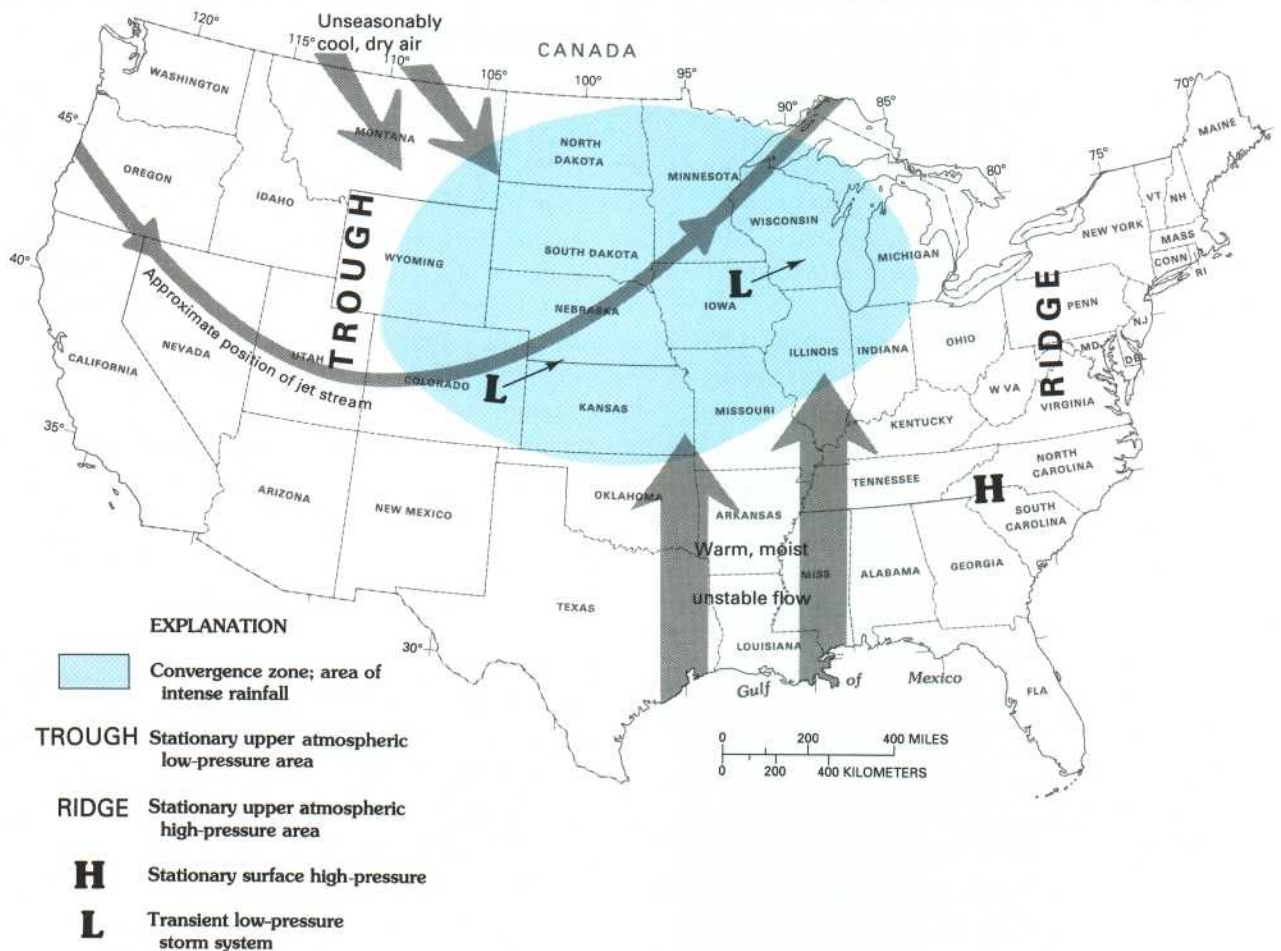 Unseasonably
cool, dry air
CANADA
120°
115°
110°
105°
100°
95°
90°
85°
80°
75°
70°
45°
40°
35°
30°
WASHINGTON
MONTANA
NORTH
DAKOTA
MINNESOTA
MAINE
OREGON
IDAHO
WYOMING
SOUTH DAKOTA
WISCONSIN
MICHIGAN
NEW YORK
VT
NH
MASS
CONN
RI
TROUGH
RIDGE
Approximate position of jet stream
CALIFORNIA
NEVADA
UTAH
COLORADO
NEBRASKA
IOWA
L
L
ILLINOIS
INDIANA
OHIO
PENN
NJ
MD
DEL
W VA
VIRGINIA
KANSAS
MISSOURI
KENTUCKY
ARIZONA
NEW MEXICO
OKLAHOMA
ARKANSAS
TENNESSEE
NORTH
CAROLINA
H
SOUTH
CAROLINA
Warm, moist
unstable flow
TEXAS
LOUISIANA
MISS
ALABAMA
GEORGIA
FLA
Gulf of Mexico
0 200 400 MILES
0 200 400 KILOMETERS
EXPLANATION
Convergence zone; area of
intense rainfall
TROUGH Stationary upper atmospheric
low-pressure area
RIDGE Stationary upper atmospheric
high-pressure area
H Stationary surface high-pressure
L Transient low-pressure
storm system